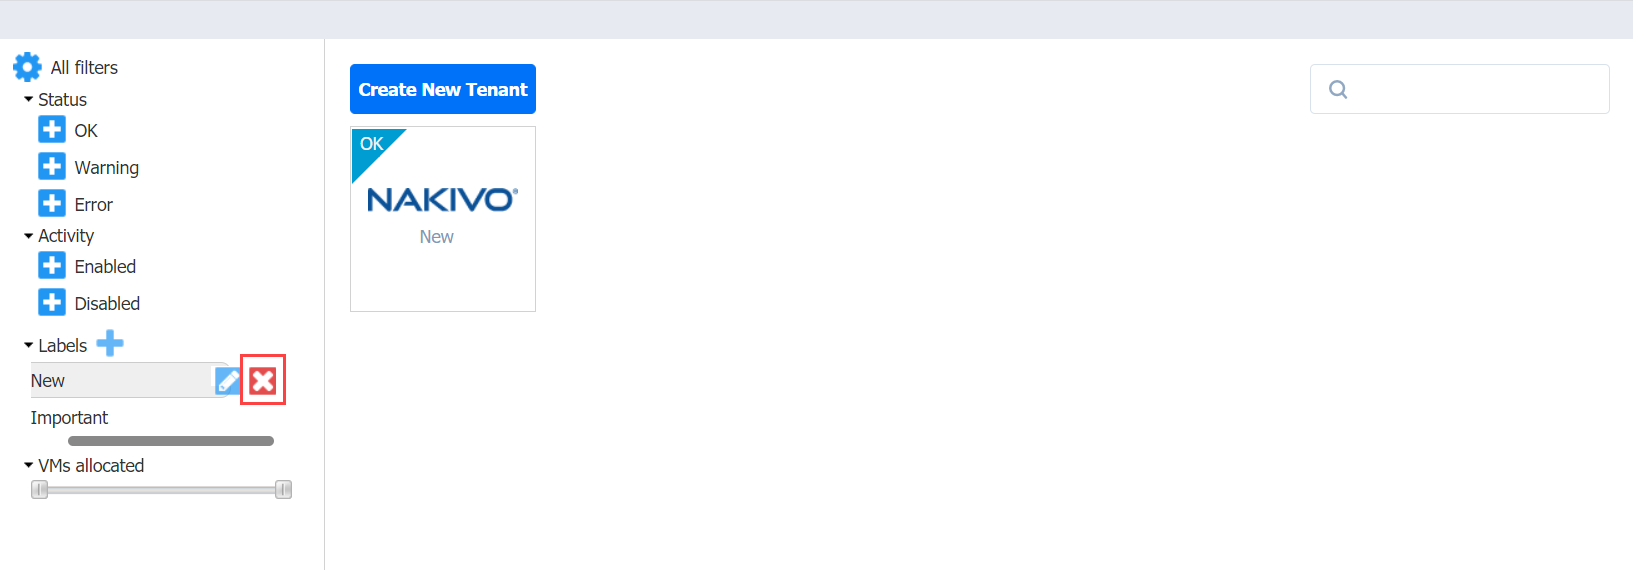 All filters
Status
OK
Warning
Error
Activity
Enabled
Disabled
Labels
New
Important
VMs allocated
Create New Tenant
OK
NAKIVO®
New